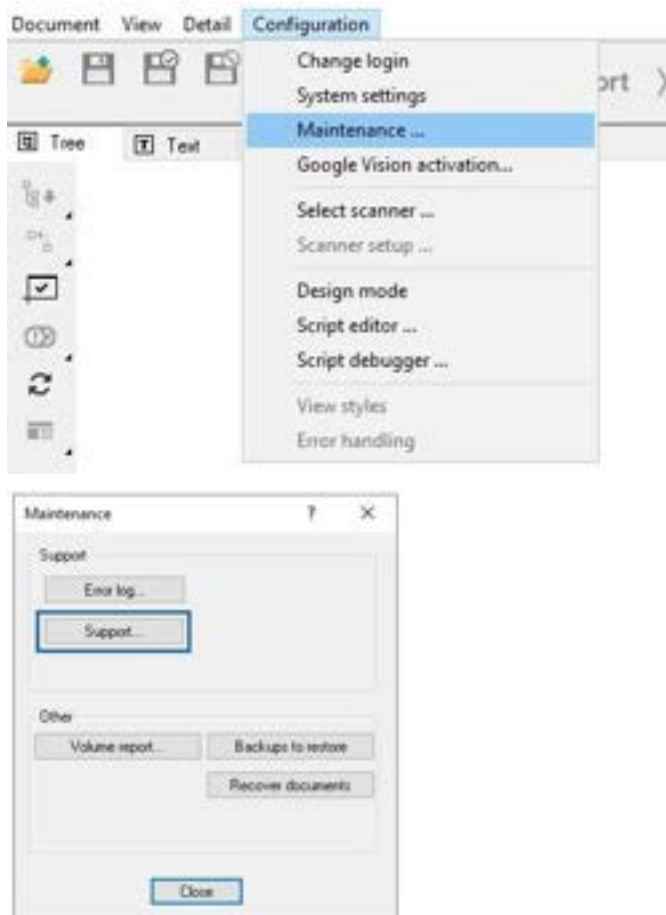 Document View Detail Configuration
Change login
ort
System settings
Tree Text
Maintenance ...
Google Vision activation...
Select scanner ...
Scanner setup ...
Design mode
Script editor ...
Script debugger ...
View styles
Error handling
Maintenance ?
Support
Error log...
Support...
Other
Volume report... Backups to restore
Recover documents
Close